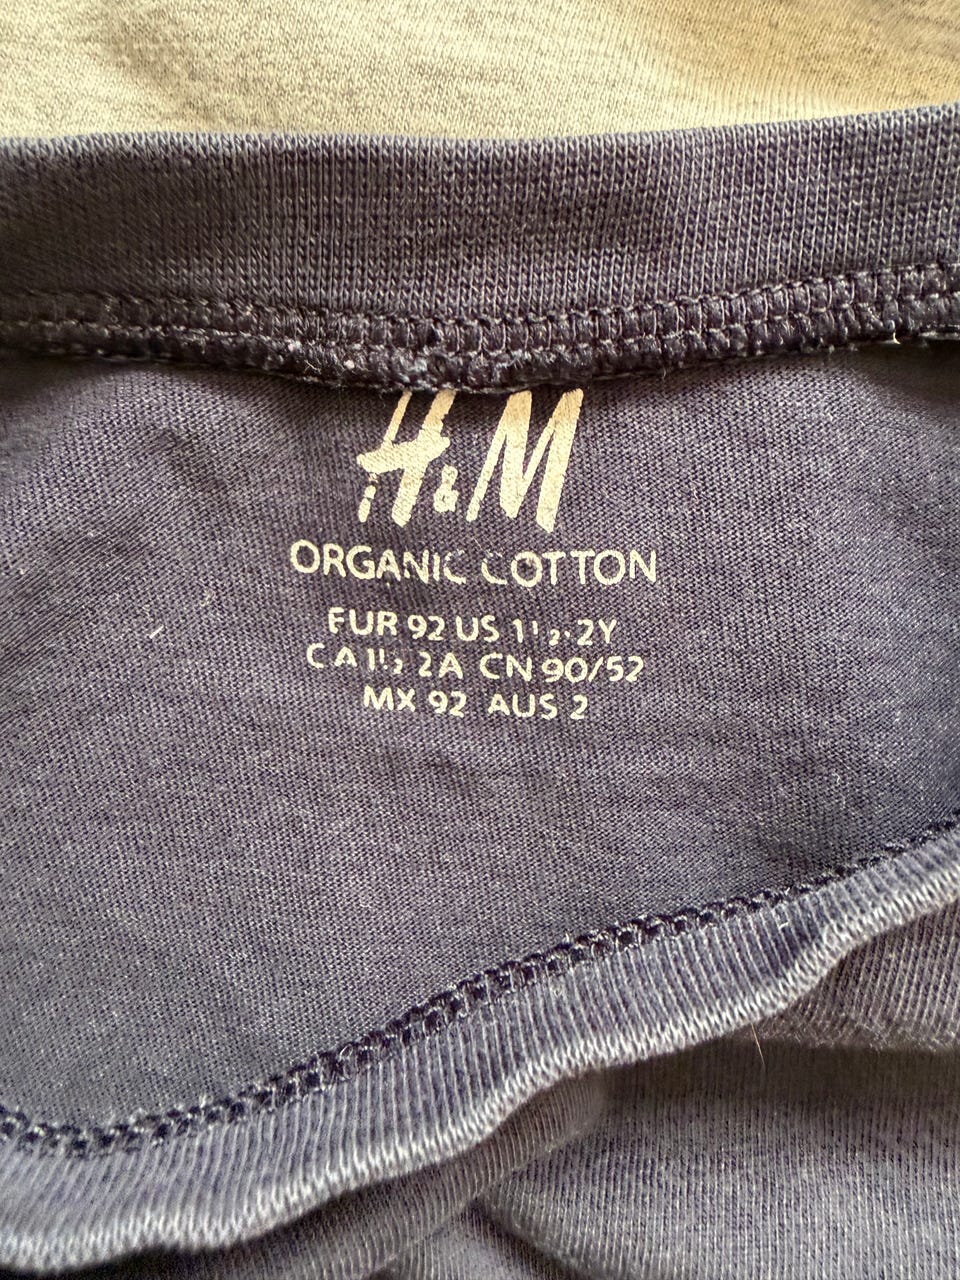 H&M
ORGANIC COTTON
EUR 92 US 1½-2Y
CA 1½ 2A CN 90/52
MX 92 AUS 2